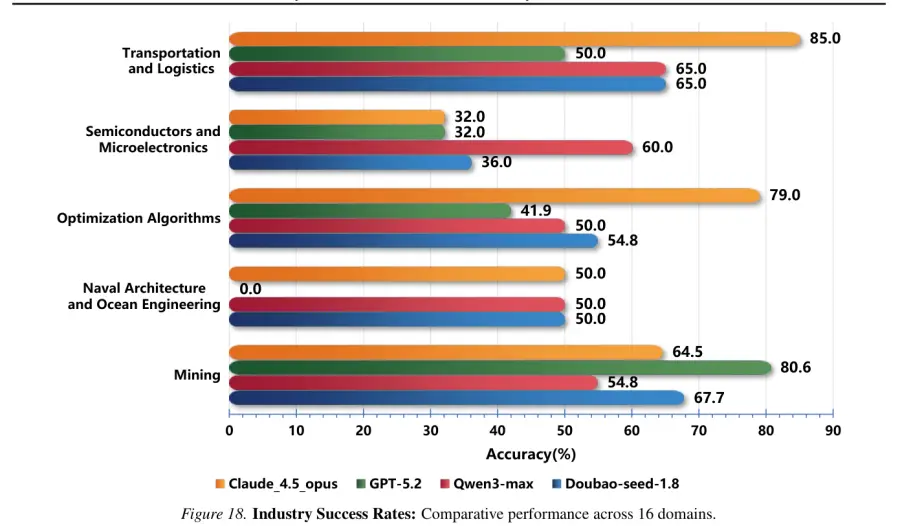 Transportation
and Logistics
85.0
50.0
65.0
65.0
Semiconductors and
Microelectronics
32.0
32.0
60.0
36.0
Optimization Algorithms
79.0
41.9
50.0
54.8
Naval Architecture
and Ocean Engineering
50.0
0.0
50.0
50.0
Mining
64.5
80.6
54.8
67.7
0 10 20 30 40 50 60 70 80 90
Accuracy(%)
Claude_4.5_opus GPT-5.2 Qwen3-max Doubao-seed-1.8
Figure 18. Industry Success Rates: Comparative performance across 16 domains.